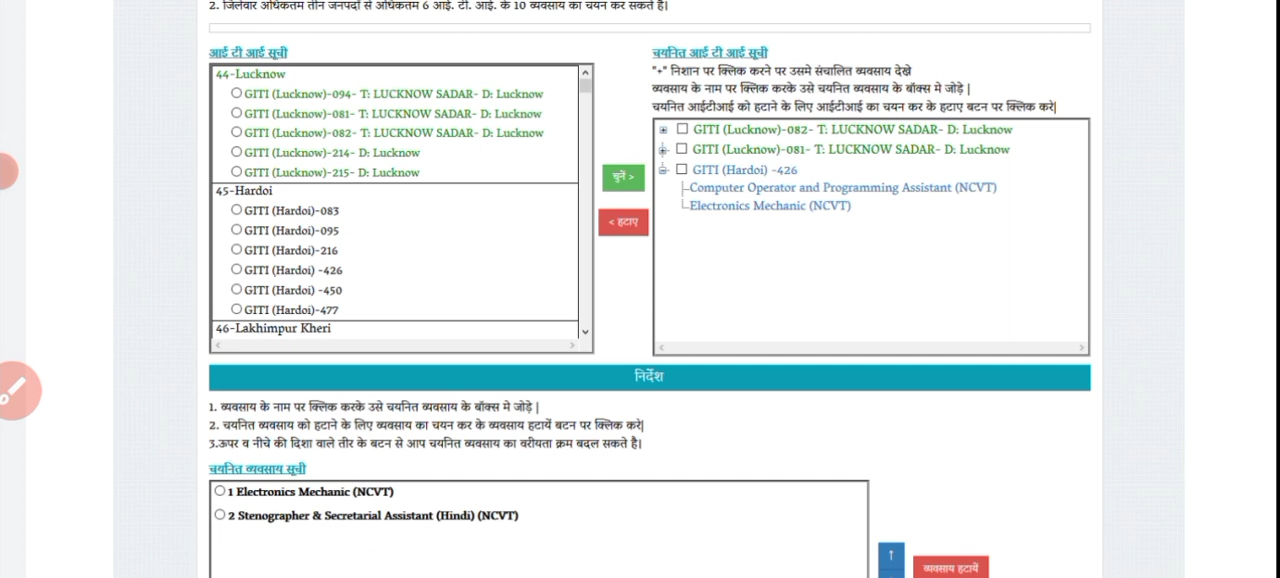 2. जिलेवार अधिकतम तीन जनपदों से अधिकतम 6 आई. टी. आई. के 10 व्यवसाय का चयन कर सकते है।
आई टी आई सूची
44-Lucknow
GITI (Lucknow)-094- T: LUCKNOW SADAR- D: Lucknow
GITI (Lucknow)-081- T: LUCKNOW SADAR- D: Lucknow
GITI (Lucknow)-082- T: LUCKNOW SADAR- D: Lucknow
GITI (Lucknow)-214- D: Lucknow
GITI (Lucknow)-215- D: Lucknow
45-Hardoi
GITI (Hardoi)-083
GITI (Hardoi)-095
GITI (Hardoi)-216
GITI (Hardoi) -426
GITI (Hardoi) -450
GITI (Hardoi)-477
46-Lakhimpur Kheri
चुनें >
< हटाए
चयनित आई टी आई सूची
"+" निशान पर क्लिक करने पर उसमे संचालित व्यवसाय देखे
व्यवसाय के नाम पर क्लिक करके उसे चयनित व्यवसाय के बॉक्स मे जोड़े |
चयनित आईटीआई को हटाने के लिए आईटीआई का चयन कर के हटाए बटन पर क्लिक करे|
GITI (Lucknow)-082- T: LUCKNOW SADAR- D: Lucknow
GITI (Lucknow)-081- T: LUCKNOW SADAR- D: Lucknow
GITI (Hardoi) -426
Computer Operator and Programming Assistant (NCVT)
Electronics Mechanic (NCVT)
निर्देश
1. व्यवसाय के नाम पर क्लिक करके उसे चयनित व्यवसाय के बॉक्स मे जोड़े |
2. चयनित व्यवसाय को हटाने के लिए व्यवसाय का चयन कर के व्यवसाय हटायें बटन पर क्लिक करे|
3.ऊपर व नीचे की दिशा वाले तीर के बटन से आप चयनित व्यवसाय का वरीयता क्रम बदल सकते है।
चयनित व्यवसाय सूची
1 Electronics Mechanic (NCVT)
2 Stenographer & Secretarial Assistant (Hindi) (NCVT)
↑
व्यवसाय हटायें